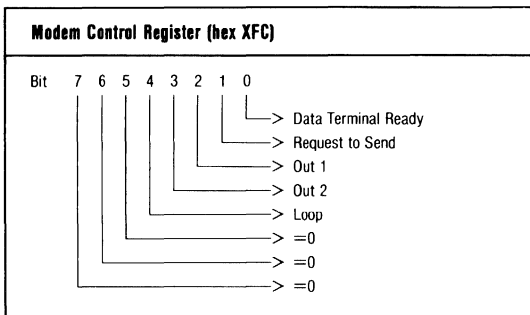 Modem Control Register (hex XFC)
Bit 7 6 5 4 3 2 1 0
> Data Terminal Ready
> Request to Send
> Out 1
> Out 2
> Loop
> =0
> =0
> =0